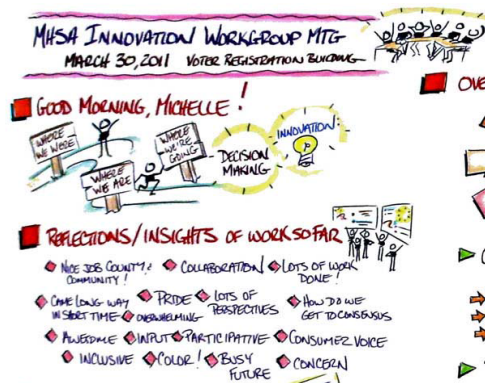 MHSA INNOVATION WORKGROUP MTG
MARCH 30, 2011 VOTER REGISTRATION BUILDING
OVE
GOOD MORNING, MICHELLE!
WHERE WE WERE
WHERE WE ARE
WHERE WE'RE GOING
DECISION MAKING
INNOVATION
REFLECTIONS/INSIGHTS OF WORK SO FAR
NICE JOB COUNTY & COMMUNITY!
COLLABORATION
LOTS OF WORK DONE!
CAME LONG WAY IN SHORT TIME
PRIDE
OVERWHELMING
LOTS OF PERSPECTIVES
HOW DO WE GET TO CONSENSUS
AWESOME
INPUT
PARTICIPATIVE
CONSUMER VOICE
INCLUSIVE
COLOR!
BUSY FUTURE
CONCERN